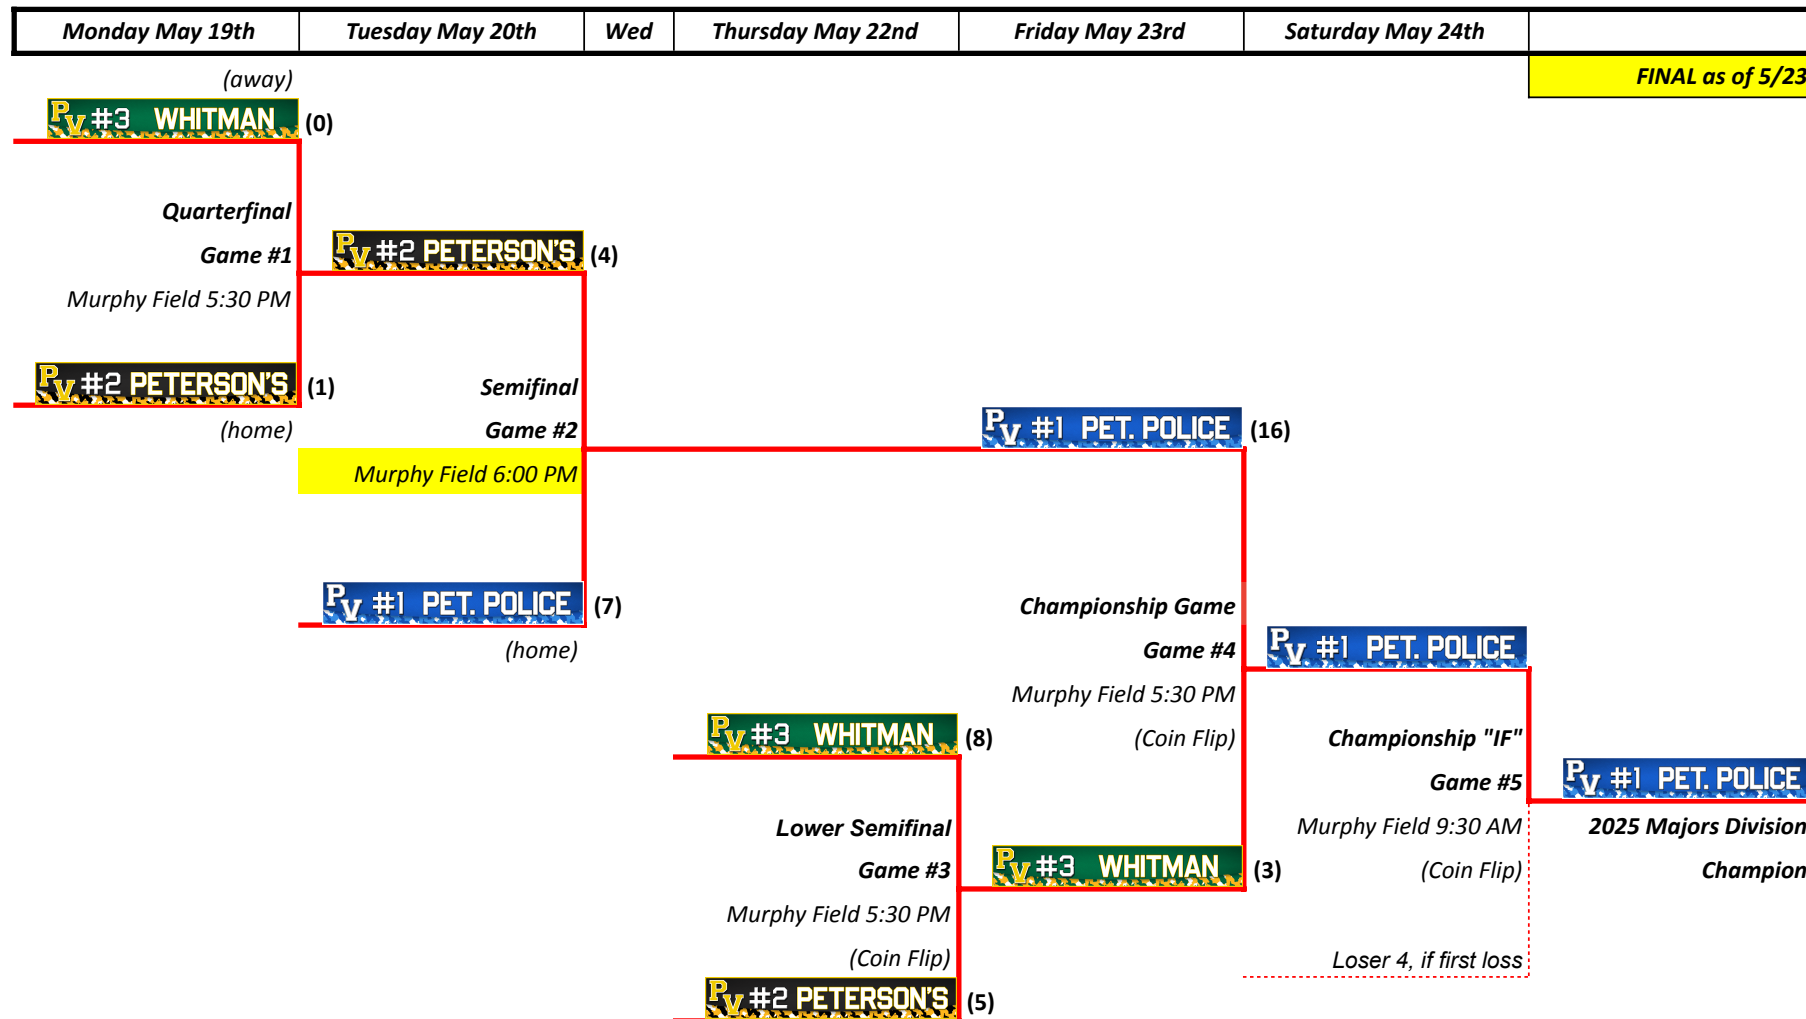 Monday May 19th Tuesday May 20th Wed Thursday May 22nd Friday May 23rd Saturday May 24th
FINAL as of 5/23
(away)
PV #3 WHITMAN (0)
Quarterfinal
Game #1
Murphy Field 5:30 PM
PV #2 PETERSON'S (1)
(home)
PV #2 PETERSON'S (4)
Semifinal
Game #2
Murphy Field 6:00 PM
PV #1 PET. POLICE (7)
(home)
PV #3 WHITMAN (8)
Lower Semifinal
Game #3
Murphy Field 5:30 PM
(Coin Flip)
PV #2 PETERSON'S (5)
PV #1 PET. POLICE (16)
Championship Game
Game #4
Murphy Field 5:30 PM
(Coin Flip)
PV #3 WHITMAN (3)
PV #1 PET. POLICE
Championship "IF"
Game #5
Murphy Field 9:30 AM
(Coin Flip)
Loser 4, if first loss
PV #1 PET. POLICE
2025 Majors Division
Champion